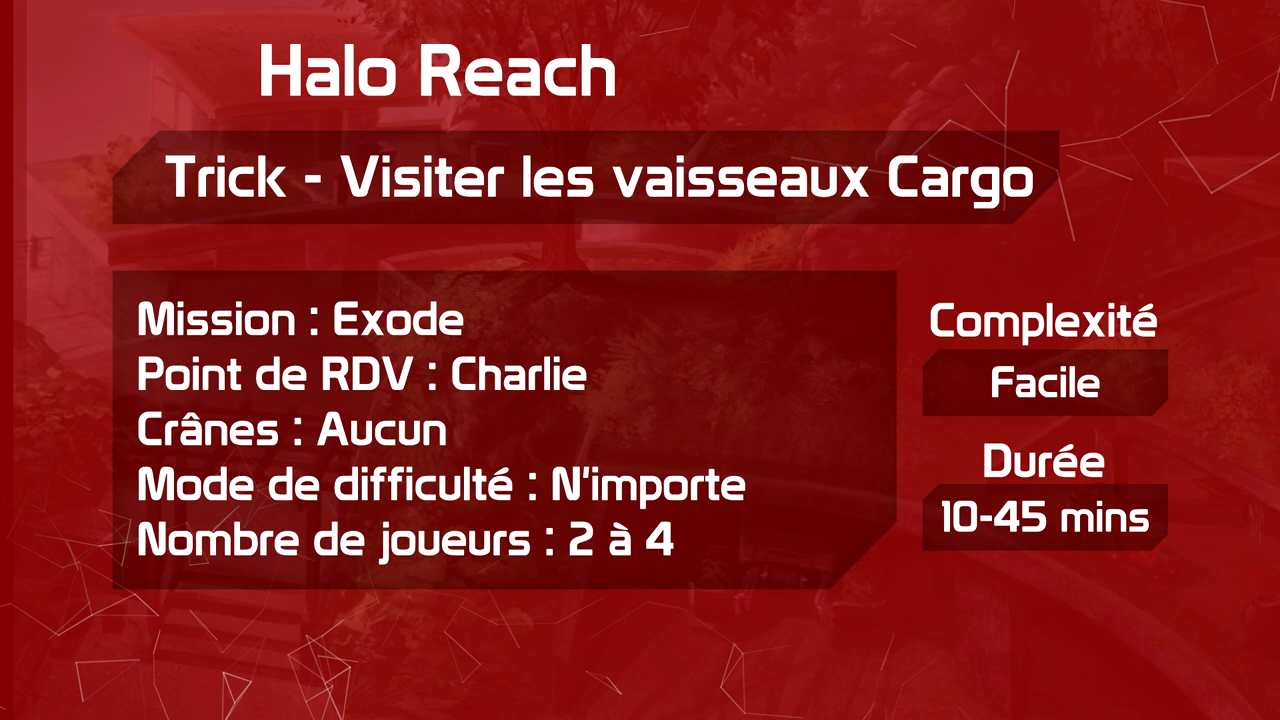 Halo Reach
Trick - Visiter les vaisseaux Cargo
Mission : Exode
Point de RDV : Charlie
Crânes : Aucun
Mode de difficulté : N'importe
Nombre de joueurs : 2 à 4
Complexité
Facile
Durée
10-45 mins